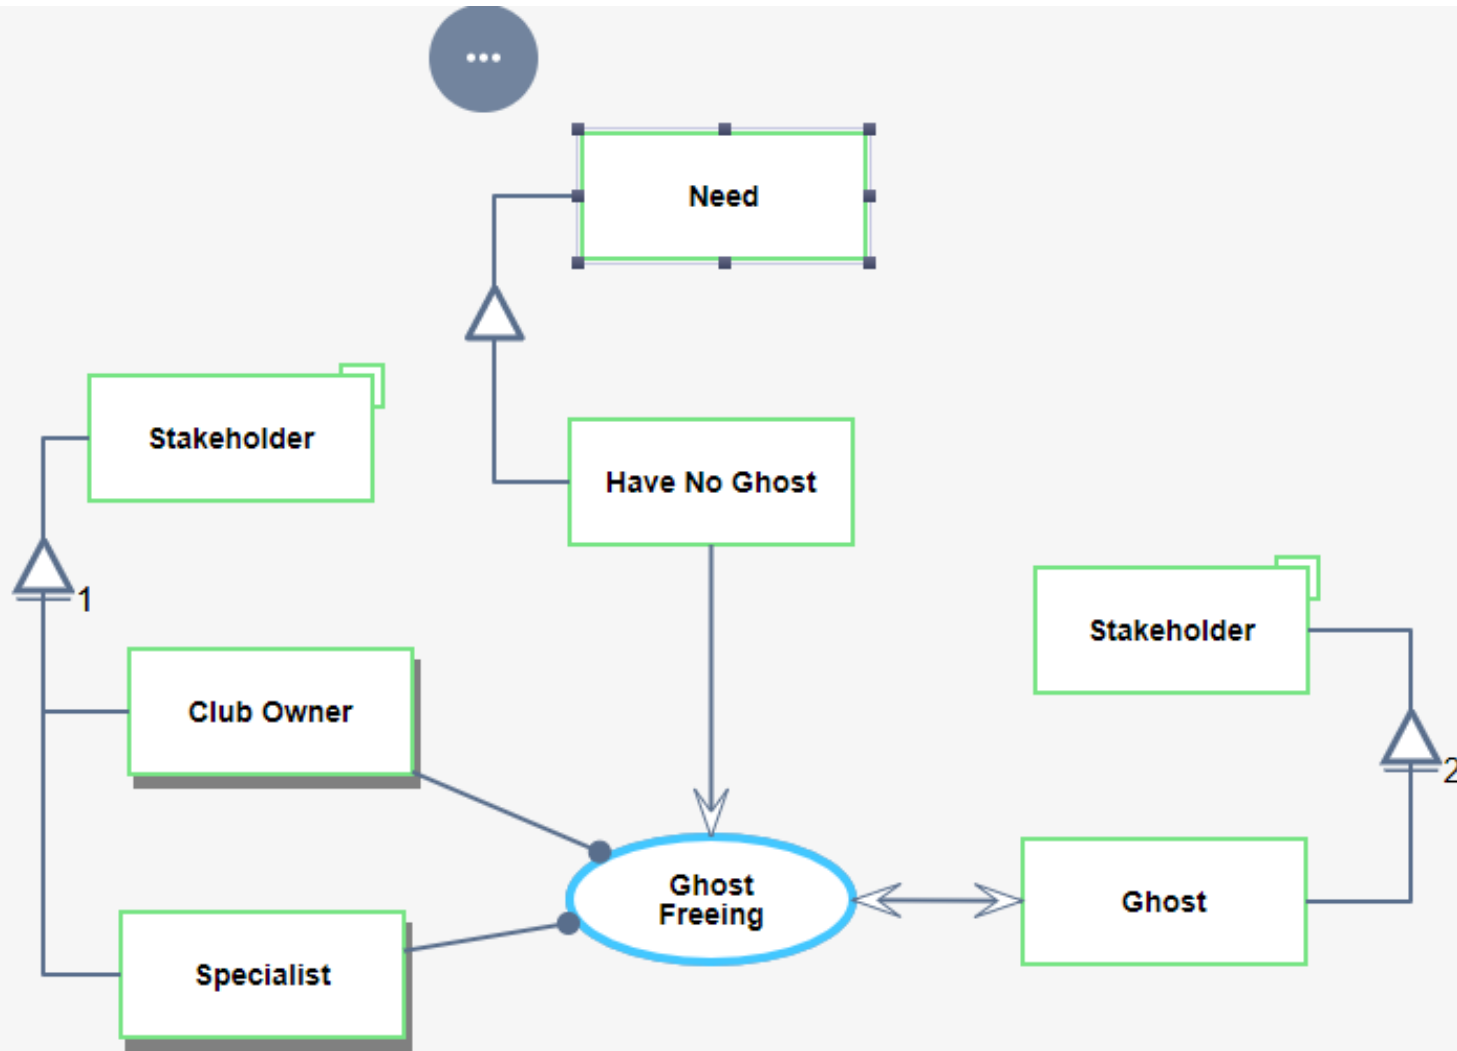 Need
Stakeholder
Have No Ghost
1
Stakeholder
Club Owner
2
Ghost
Freeing
Ghost
Specialist